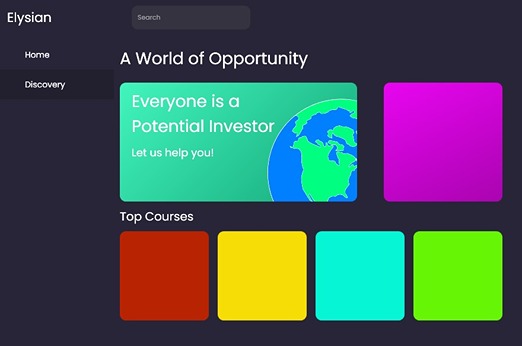 Elysian
Search
Home
Discovery
A World of Opportunity
Everyone is a
Potential Investor
Let us help you!
Top Courses